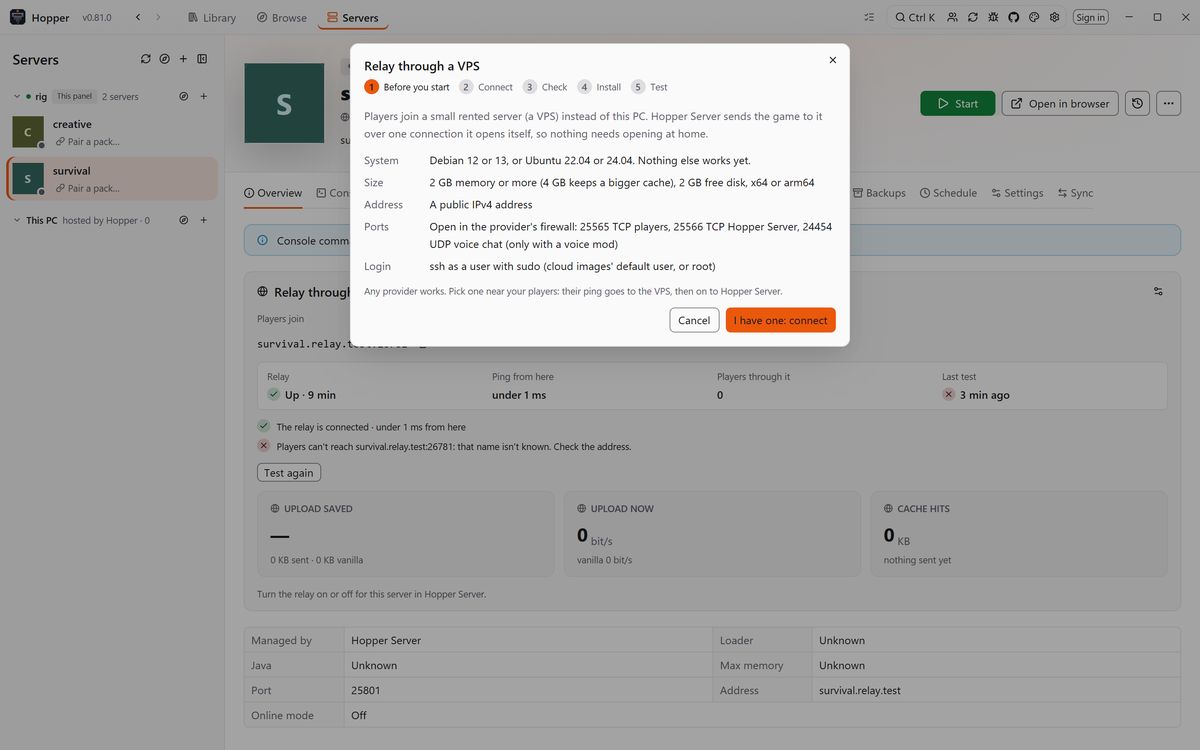 Hopper v0.81.0 Library Browse Servers Ctrl K Sign in
Servers
rig This panel 2 servers
C creative
Pair a pack...
S survival
Pair a pack...
This PC hosted by Hopper · 0
S
Start Open in browser
Overview
Backups Schedule Settings Sync
Relay through a VPS
1 Before you start 2 Connect 3 Check 4 Install 5 Test
Players join a small rented server (a VPS) instead of this PC. Hopper Server sends the game to it
over one connection it opens itself, so nothing needs opening at home.
System Debian 12 or 13, or Ubuntu 22.04 or 24.04. Nothing else works yet.
Size 2 GB memory or more (4 GB keeps a bigger cache), 2 GB free disk, x64 or arm64
Address A public IPv4 address
Ports Open in the provider's firewall: 25565 TCP players, 25566 TCP Hopper Server, 24454
UDP voice chat (only with a voice mod)
Login ssh as a user with sudo (cloud images' default user, or root)
Any provider works. Pick one near your players: their ping goes to the VPS, then on to Hopper Server.
Cancel I have one: connect
Console
Relay through
Players join
survival.relay.
Relay Ping from here Players through it Last test
Up · 9 min under 1 ms 0 3 min ago
The relay is connected · under 1 ms from here
Players can't reach survival.relay.test:26781: that name isn't known. Check the address.
Test again
UPLOAD SAVED UPLOAD NOW CACHE HITS
— 0 bit/s 0 KB
0 KB sent · 0 KB vanilla vanilla 0 bit/s nothing sent yet
Turn the relay on or off for this server in Hopper Server.
Managed by Hopper Server Loader Unknown
Java Unknown Max memory Unknown
Port 25801 Address survival.relay.test
Online mode Off